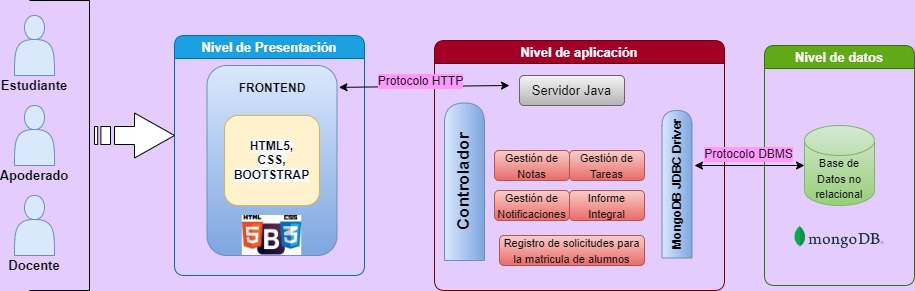 Estudiante
Apoderado
Docente
Nivel de Presentación
FRONTEND
HTML5,
CSS,
BOOTSTRAP
HTML
CSS
5
B
3
Protocolo HTTP
Nivel de aplicación
Servidor Java
Controlador
Gestión de
Notas
Gestión de
Tareas
Gestión de
Notificaciones
Informe
Integral
Registro de solicitudes para
la matricula de alumnos
MongoDB JDBC Driver
Protocolo DBMS
Nivel de datos
Base de
Datos no
relacional
mongoDB.